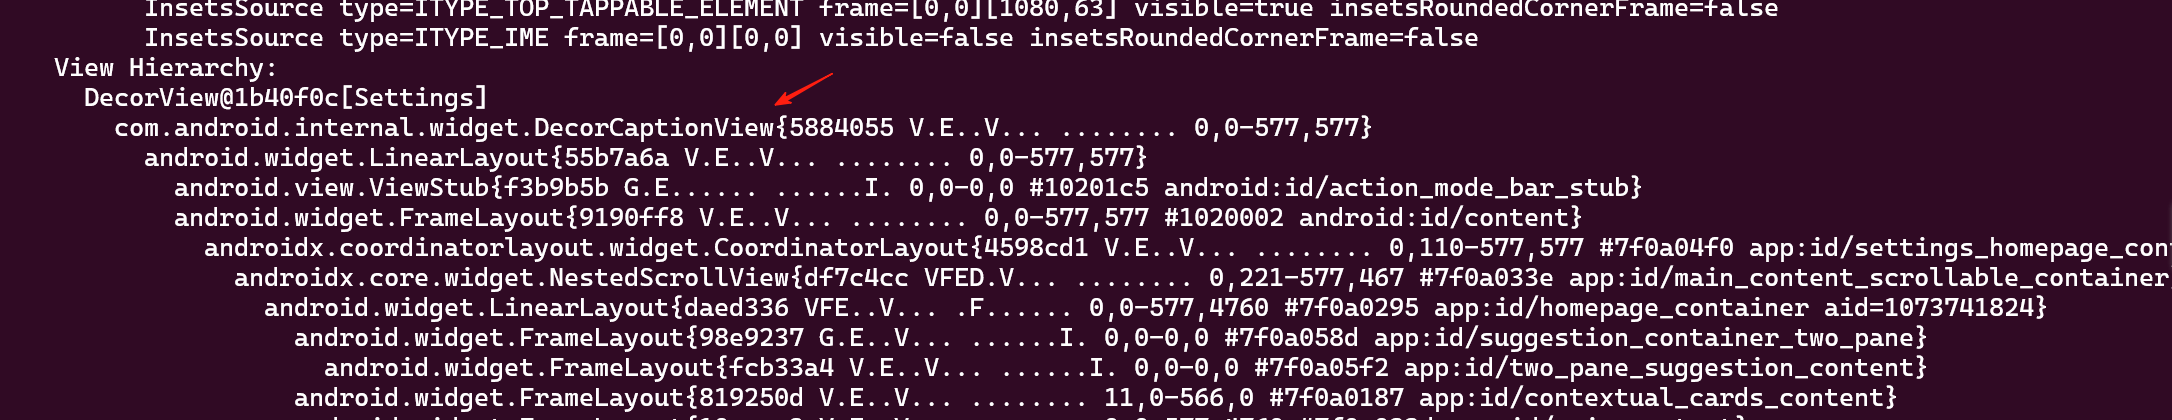 InsetsSource type=ITYPE_TOP_TAPPABLE_ELEMENT frame=[0,0][1080,63] visible=true insetsRoundedCornerFrame=false
InsetsSource type=ITYPE_IME frame=[0,0][0,0] visible=false insetsRoundedCornerFrame=false
View Hierarchy:
DecorView@1b40f0c[Settings]
com.android.internal.widget.DecorCaptionView{5884055 V.E..V... ........ 0,0-577,577}
android.widget.LinearLayout{55b7a6a V.E..V... ........ 0,0-577,577}
android.view.ViewStub{f3b9b5b G.E...... ......I. 0,0-0,0 #10201c5 android:id/action_mode_bar_stub}
android.widget.FrameLayout{9190ff8 V.E..V... ........ 0,0-577,577 #1020002 android:id/content}
androidx.coordinatorlayout.widget.CoordinatorLayout{4598cd1 V.E..V... ........ 0,110-577,577 #7f0a04f0 app:id/settings_homepage_con
androidx.core.widget.NestedScrollView{df7c4cc VFED.V... ........ 0,221-577,467 #7f0a033e app:id/main_content_scrollable_container
android.widget.LinearLayout{daed336 VFE..V... .F...... 0,0-577,4760 #7f0a0295 app:id/homepage_container aid=1073741824}
android.widget.FrameLayout{98e9237 G.E..V... ......I. 0,0-0,0 #7f0a058d app:id/suggestion_container_two_pane}
android.widget.FrameLayout{fcb33a4 V.E..V... ......I. 0,0-0,0 #7f0a05f2 app:id/two_pane_suggestion_content}
android.widget.FrameLayout{819250d V.E..V... ........ 11,0-566,0 #7f0a0187 app:id/contextual_cards_content}